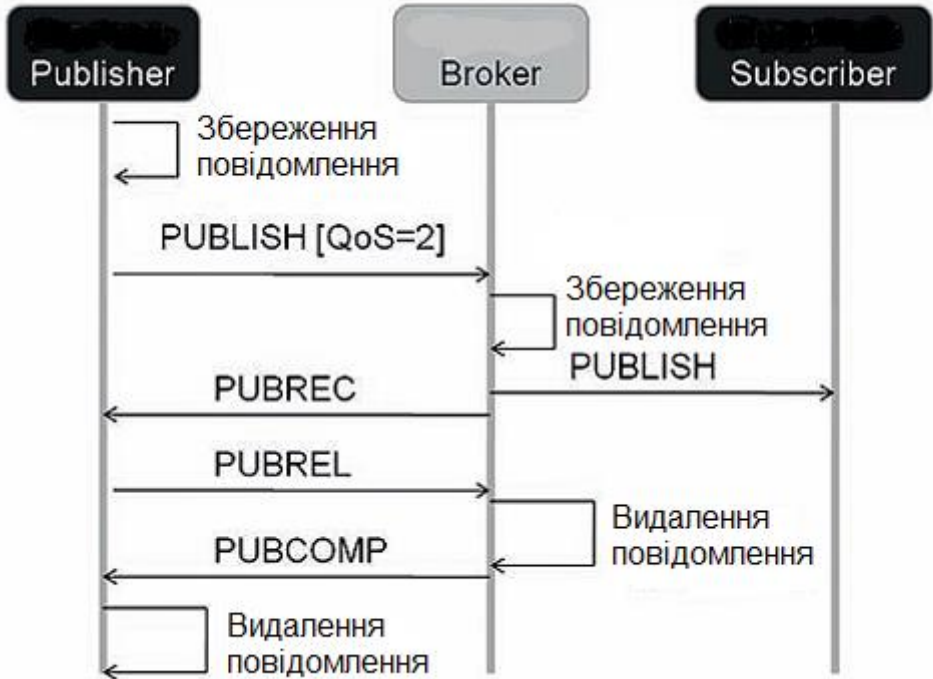 Publisher
Broker
Subscriber
Збереження
повідомлення
PUBLISH [QoS=2]
Збереження
повідомлення
PUBLISH
PUBREC
PUBREL
Видалення
повідомлення
PUBCOMP
Видалення
повідомлення